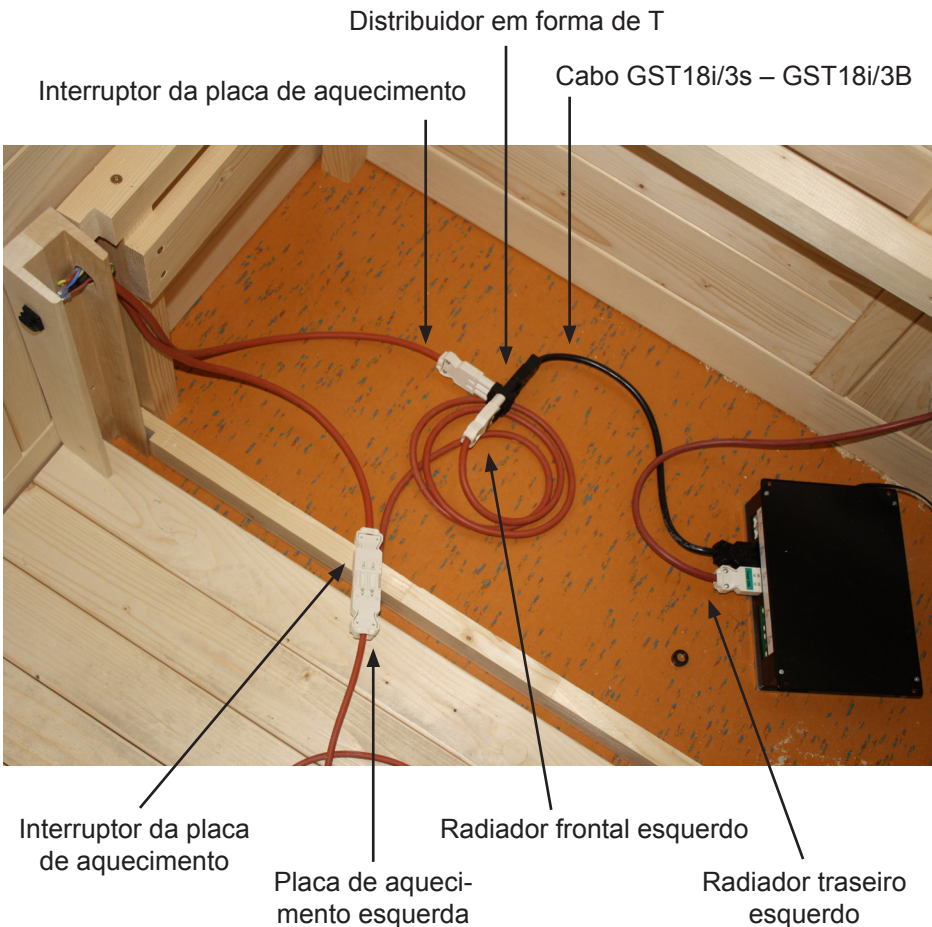 Distribuidor em forma de T
Cabo GST18i/3s – GST18i/3B
Interruptor da placa de aquecimento
Interruptor da placa
de aquecimento
Radiador frontal esquerdo
Placa de aqueci-
mento esquerda
Radiador traseiro
esquerdo